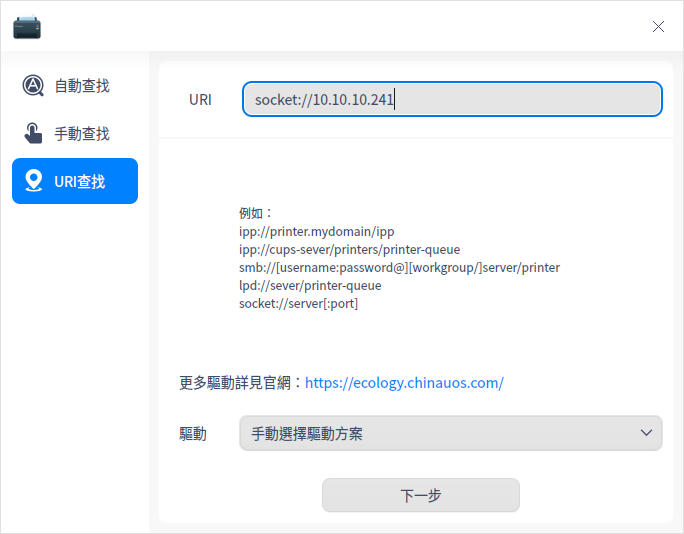 自動查找
手動查找
URI查找
URI
socket://10.10.10.241
例如：
ipp://printer.mydomain/ipp
ipp://cups-sever/printers/printer-queue
smb://[username:password@][workgroup/]server/printer
lpd://sever/printer-queue
socket://server[:port]
更多驅動詳見官網：https://ecology.chinauos.com/
驅動
手動選擇驅動方案
下一步